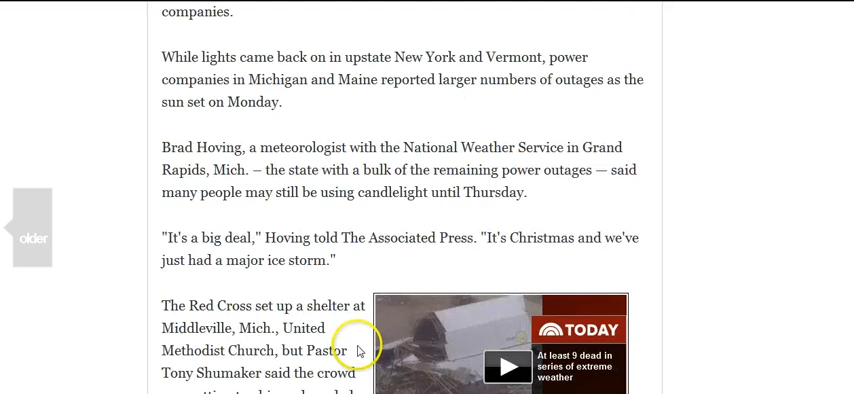 companies.
While lights came back on in upstate New York and Vermont, power
companies in Michigan and Maine reported larger numbers of outages as the
sun set on Monday.
Brad Hoving, a meteorologist with the National Weather Service in Grand
Rapids, Mich. – the state with a bulk of the remaining power outages — said
many people may still be using candlelight until Thursday.
older
"It's a big deal," Hoving told The Associated Press. "It's Christmas and we've
just had a major ice storm."
The Red Cross set up a shelter at
Middleville, Mich., United
Methodist Church, but Pastor
Tony Shumaker said the crowd
TODAY
At least 9 dead in
series of extreme
weather